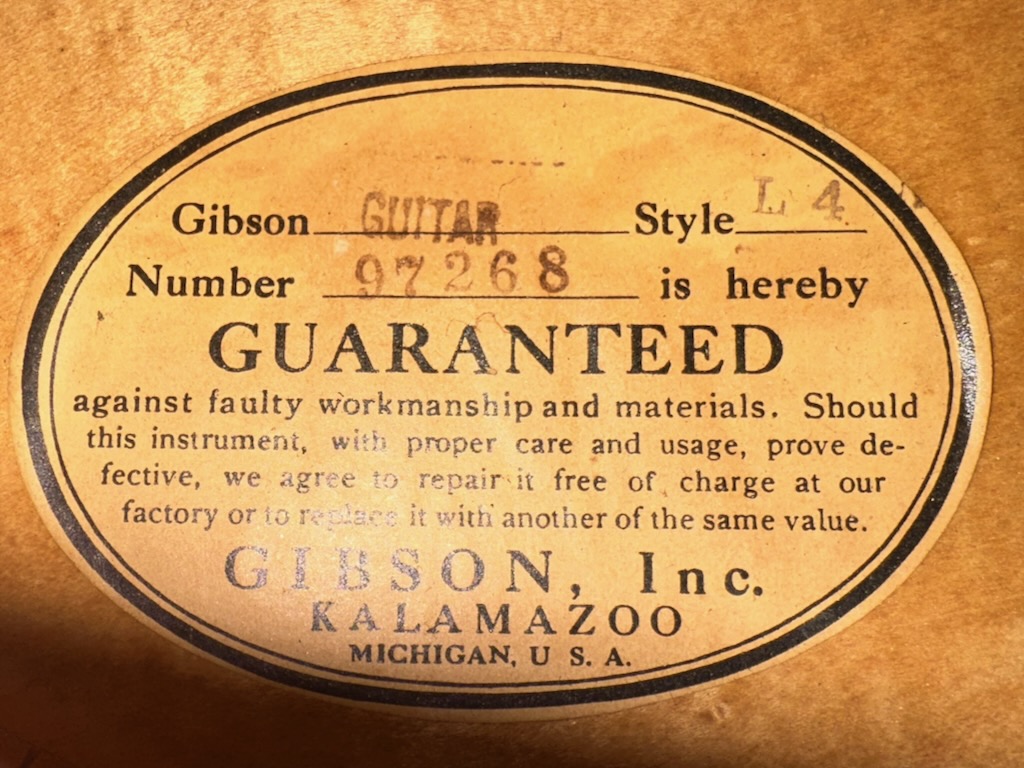 Gibson GUITAR Style L 4
Number 97268 is hereby
GUARANTEED
against faulty workmanship and materials. Should
this instrument, with proper care and usage, prove de-
fective, we agree to repair it free of charge at our
factory or to replace it with another of the same value.
GIBSON, Inc.
KALAMAZOO
MICHIGAN, U. S. A.